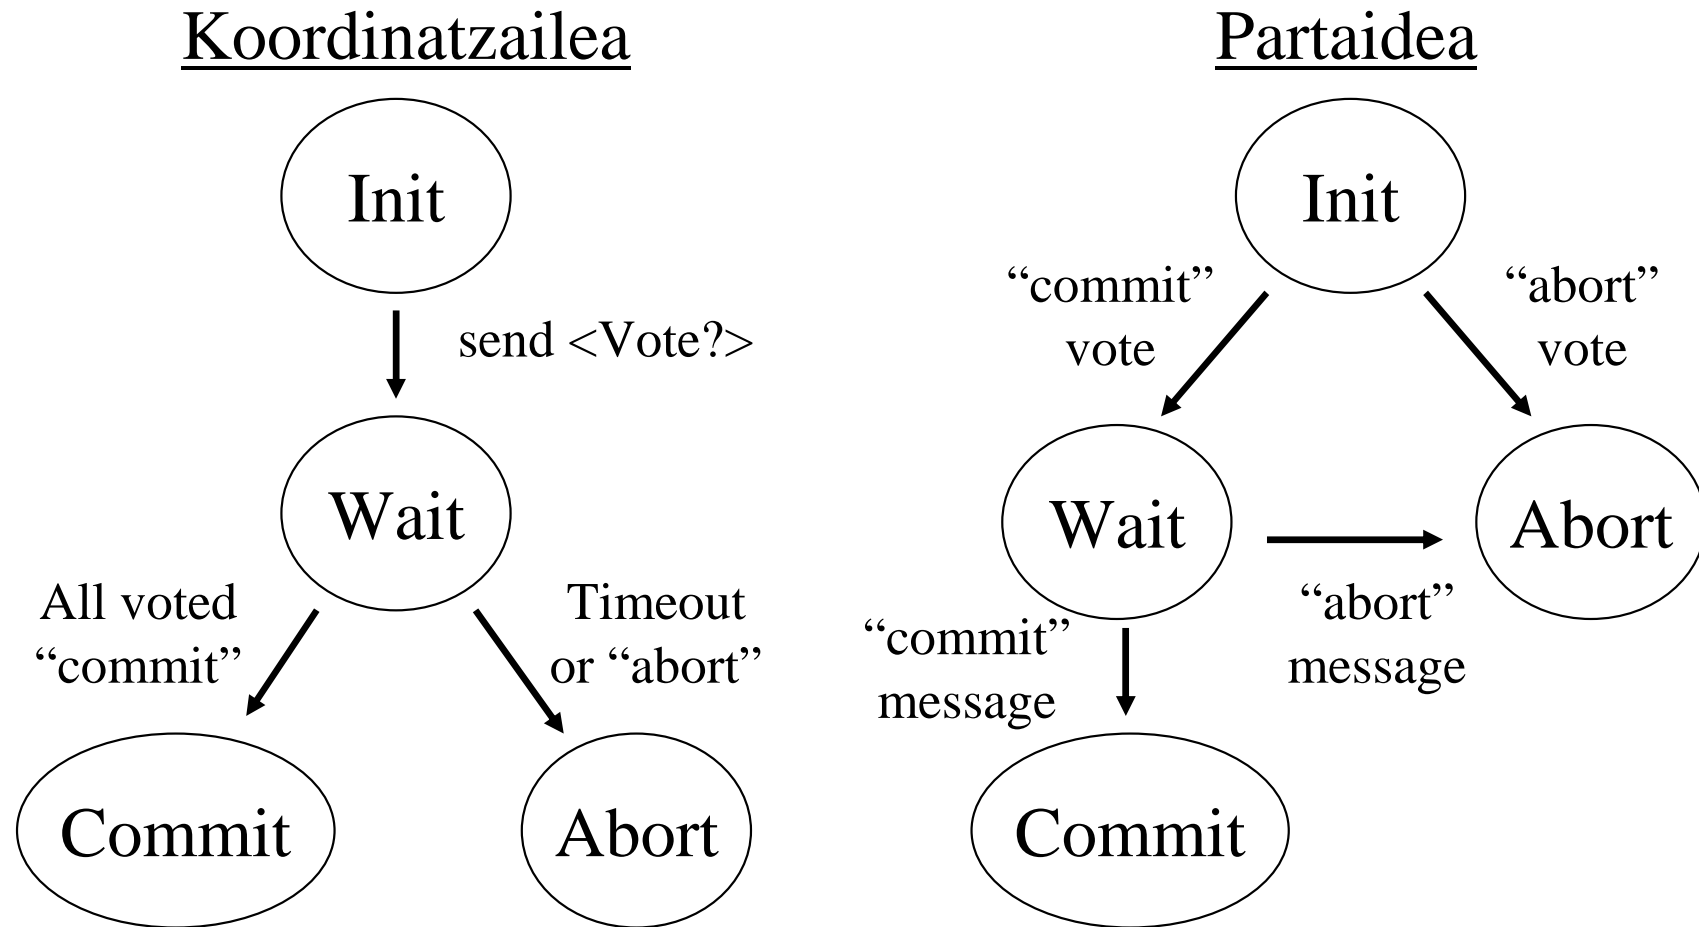 Koordinatzailea
Init
send <Vote?>
Wait
All voted
“commit”
Timeout
or “abort”
Commit
Abort
Partaidea
Init
“commit”
vote
“abort”
vote
Wait
Abort
“abort”
message
“commit”
message
Commit